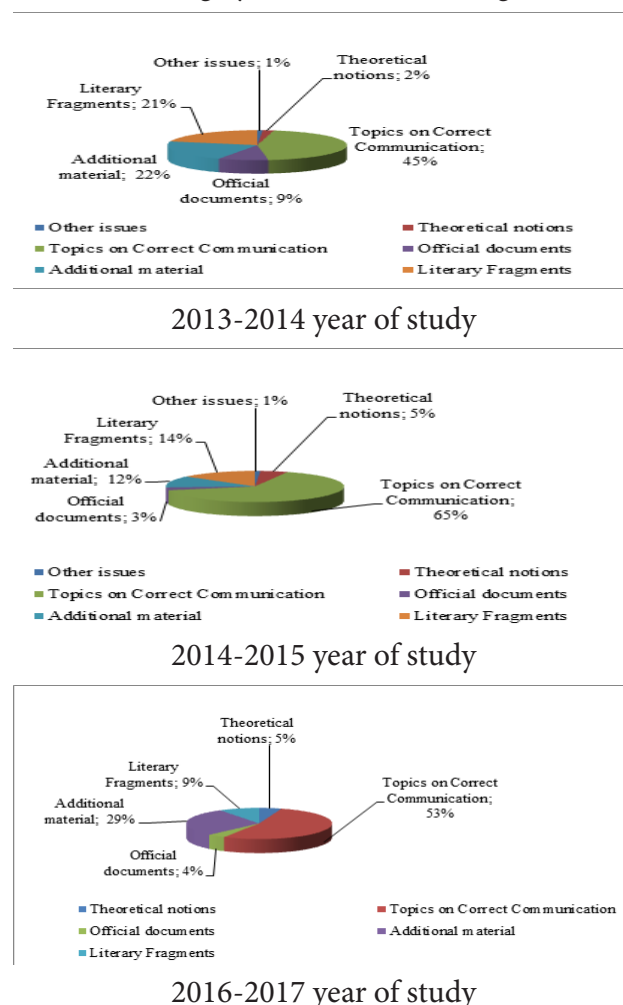 Other issues; 1%
Theoretical
notions; 2%
Literary
Fragments; 21%
Topics on Correct
Communication;
45%
Additional
material; 22%
Official
documents; 9%
Other issues
Theoretical notions
Topics on Correct Communication
Official documents
Additional material
Literary Fragments
2013-2014 year of study
Other issues; 1%
Theoretical
notions; 5%
Literary
Fragments; 14%
Additional
material; 12%
Official
documents; 3%
Topics on Correct
Communication;
65%
Other issues
Theoretical notions
Topics on Correct Communication
Official documents
Additional material
Literary Fragments
2014-2015 year of study
Theoretical
notions; 5%
Literary
Fragments; 9%
Topics on Correct
Communication;
53%
Additional
material; 29%
Official
documents; 4%
Theoretical notions
Topics on Correct Communication
Official documents
Additional material
Literary Fragments
2016-2017 year of study